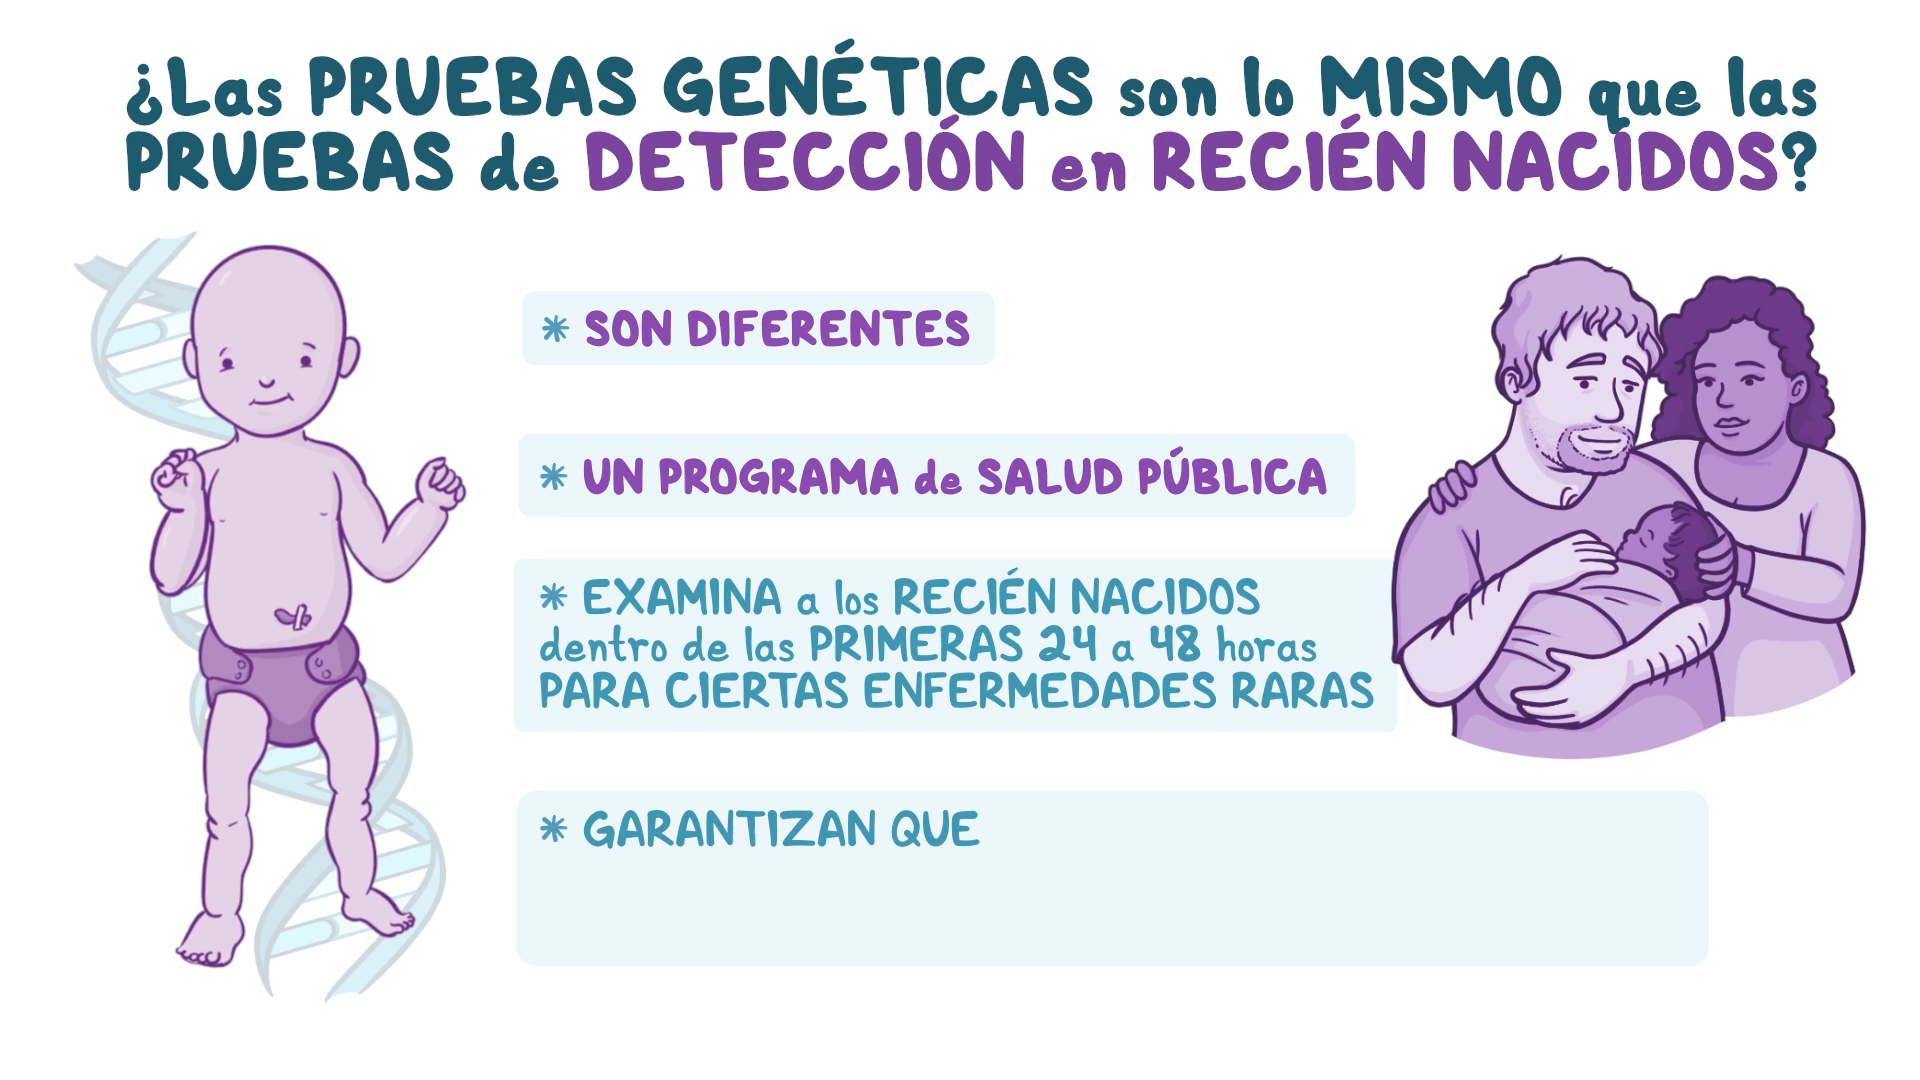 ¿Las PRUEBAS GENÉTICAS son lo MISMO que las
PRUEBAS de DETECCIÓN en RECIÉN NACIDOS?
* SON DIFERENTES
* UN PROGRAMA de SALUD PÚBLICA
* EXAMINA a los RECIÉN NACIDOS
dentro de las PRIMERAS 24 a 48 horas
PARA CIERTAS ENFERMEDADES RARAS
* GARANTIZAN QUE